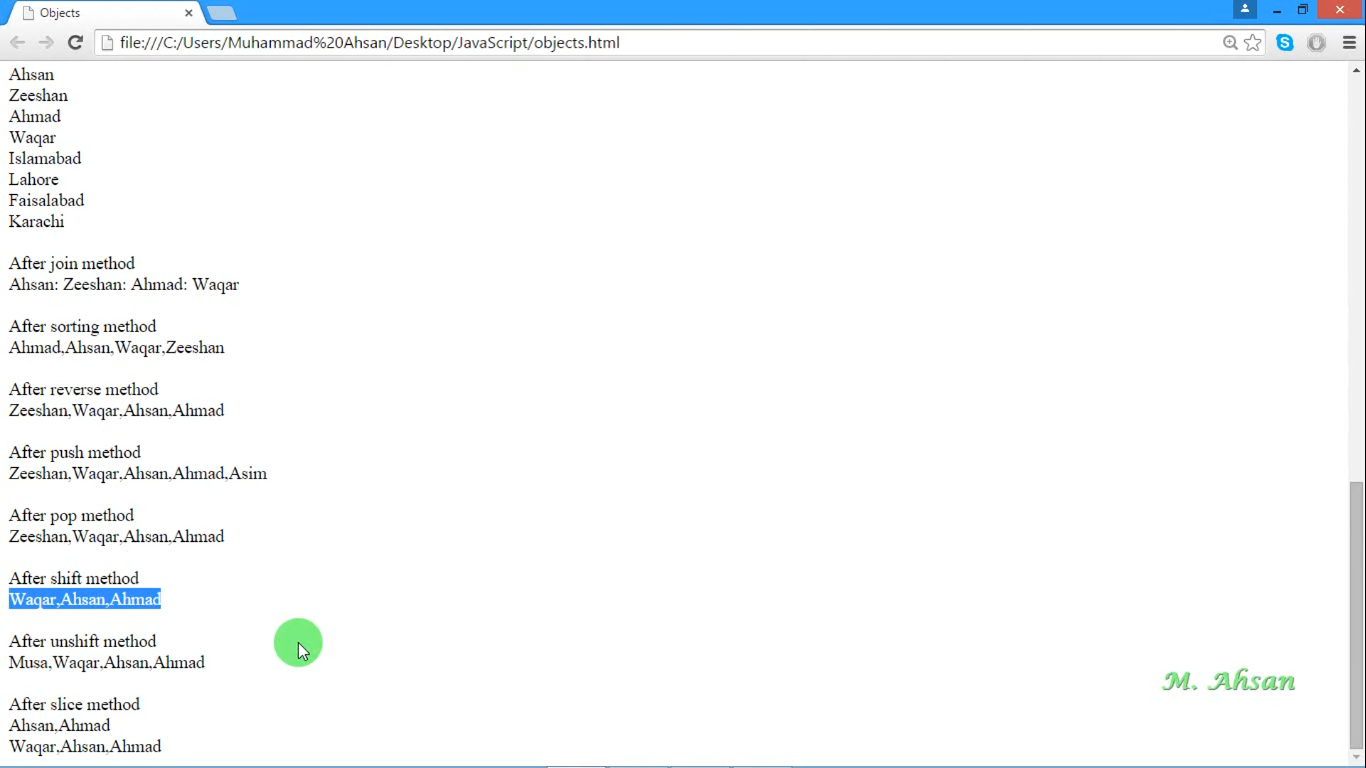 Objects
file:///C:/Users/Muhammad%20Ahsan/Desktop/JavaScript/objects.html
Ahsan
Zeeshan
Ahmad
Waqar
Islamabad
Lahore
Faisalabad
Karachi
After join method
Ahsan: Zeeshan: Ahmad: Waqar
After sorting method
Ahmad,Ahsan,Waqar,Zeeshan
After reverse method
Zeeshan,Waqar,Ahsan,Ahmad
After push method
Zeeshan,Waqar,Ahsan,Ahmad,Asim
After pop method
Zeeshan,Waqar,Ahsan,Ahmad
After shift method
Waqar,Ahsan,Ahmad
After unshift method
Musa,Waqar,Ahsan,Ahmad
M. Ahsan
After slice method
Ahsan,Ahmad
Waqar,Ahsan,Ahmad